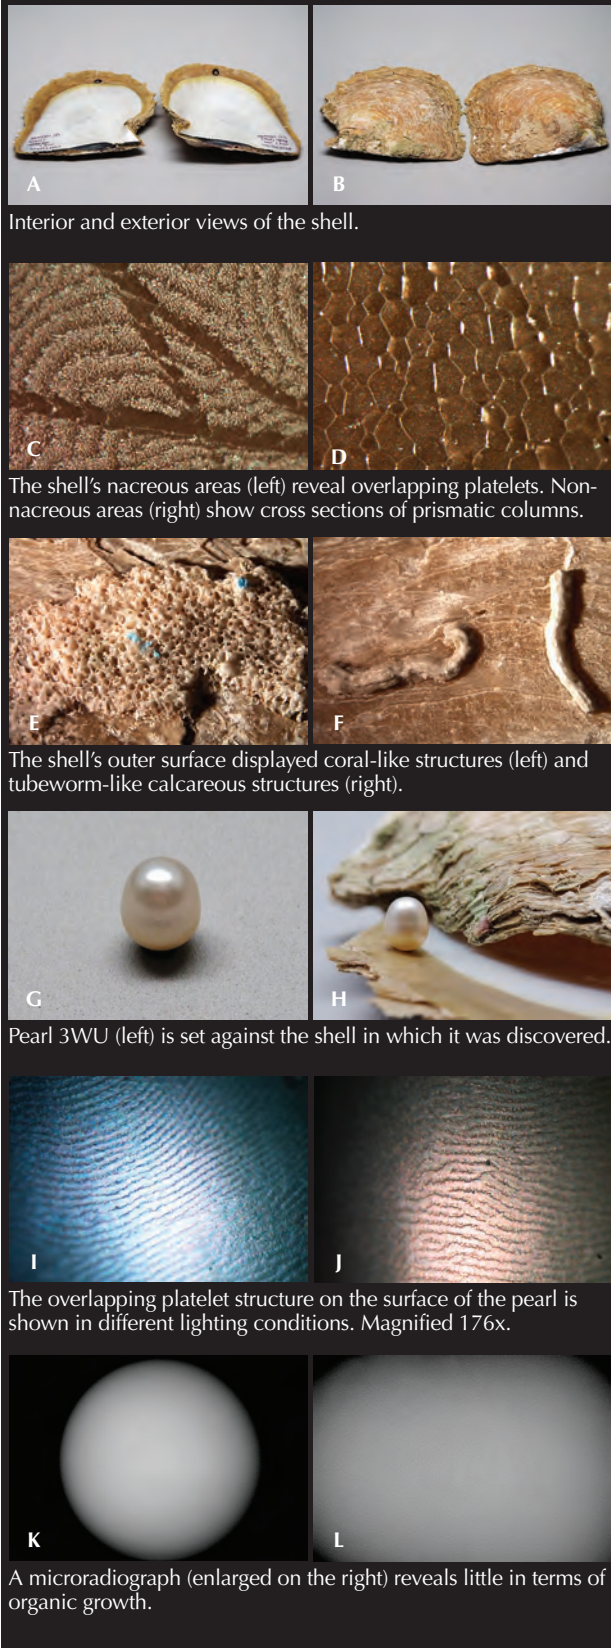 A
B
Interior and exterior views of the shell.
C
D
The shell's nacreous areas (left) reveal overlapping platelets. Non-
nacreous areas (right) show cross sections of prismatic columns.
E
F
The shell's outer surface displayed coral-like structures (left) and
tubeworm-like calcareous structures (right).
G
H
Pearl 3WU (left) is set against the shell in which it was discovered.
I
J
The overlapping platelet structure on the surface of the pearl is
shown in different lighting conditions. Magnified 176x.
K
L
A microradiograph (enlarged on the right) reveals little in terms of
organic growth.